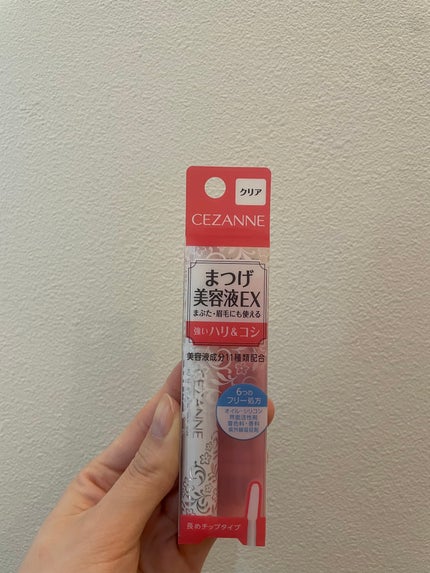 クリア
CEZANNE
まつげ
美容液EX
まぶた・眉毛にも使える
強いハリ&コシ
美容液成分11種類配合
CEZANNE
6つの
フリー処方
オイル・シリコン
界面活性剤
着色料・香料
紫外線吸収剤
長めチップタイプ